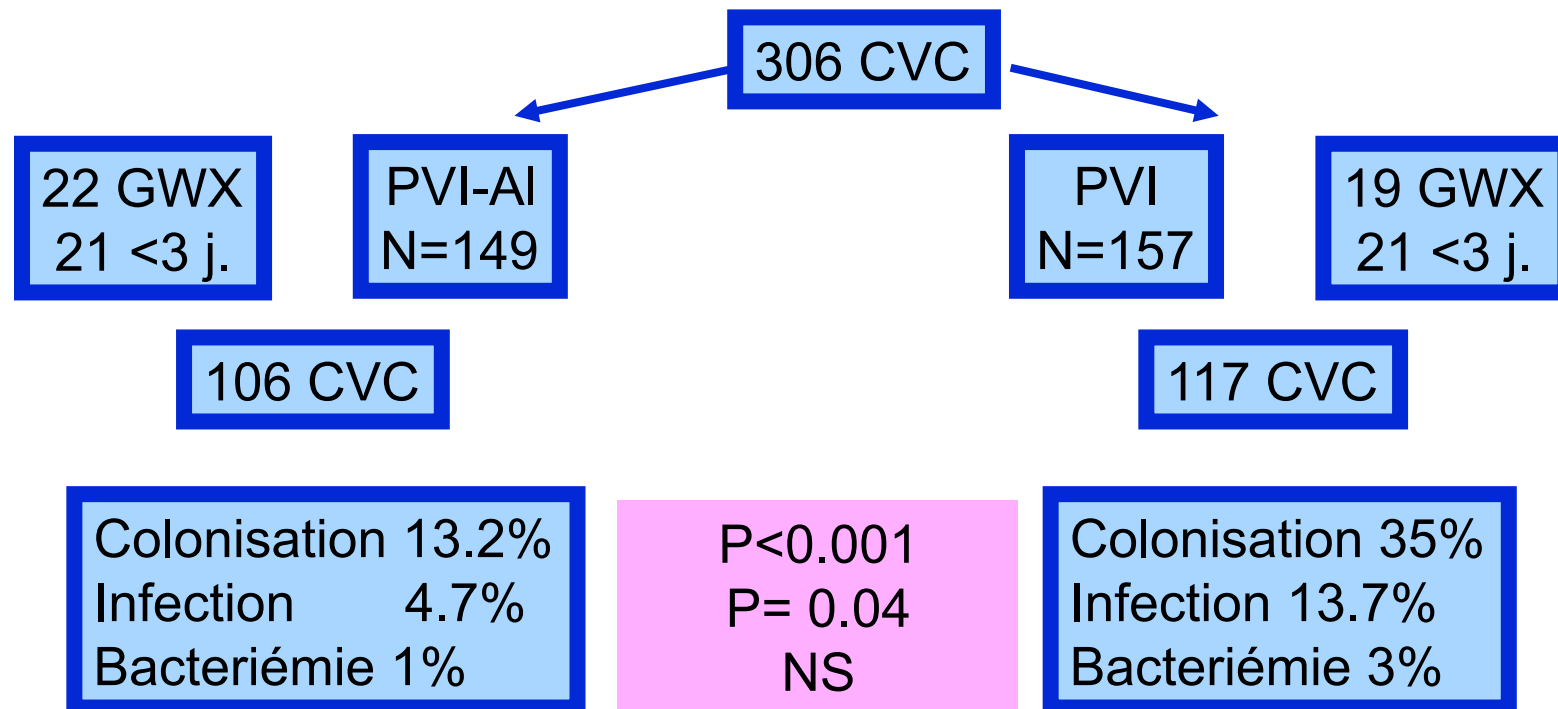 306 CVC
22 GWX
21 <3 j.
PVI-Al
N=149
PVI
N=157
19 GWX
21 <3 j.
106 CVC
117 CVC
Colonisation 13.2%
Infection 4.7%
Bacteriémie 1%
P<0.001
P= 0.04
NS
Colonisation 35%
Infection 13.7%
Bacteriémie 3%